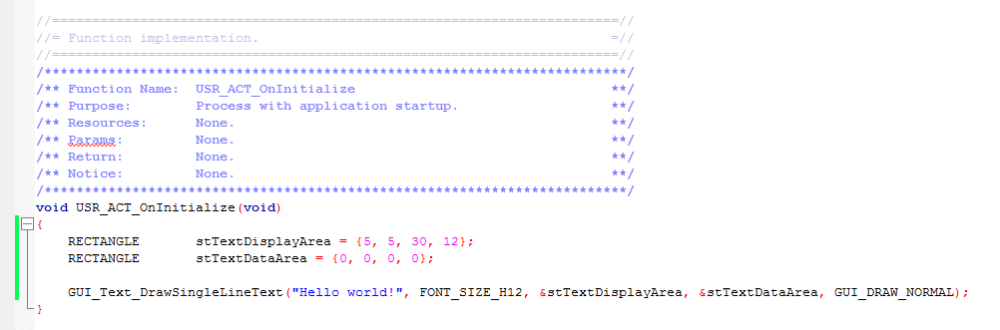 //=======================================================================//
//= Function implementation.                                            =//
//=======================================================================//
/*************************************************************************/
/** Function Name:  USR_ACT_OnInitialize                                **/
/** Purpose:        Process with application startup.                   **/
/** Resources:      None.                                               **/
/** Params:         None.                                               **/
/** Return:         None.                                               **/
/** Notice:         None.                                               **/
/*************************************************************************/
void USR_ACT_OnInitialize(void)
{
    RECTANGLE       stTextDisplayArea = {5, 5, 30, 12};
    RECTANGLE       stTextDataArea = {0, 0, 0, 0};
    GUI_Text_DrawSingleLineText("Hello world!", FONT_SIZE_H12, &stTextDisplayArea, &stTextDataArea, GUI_DRAW_NORMAL);
}